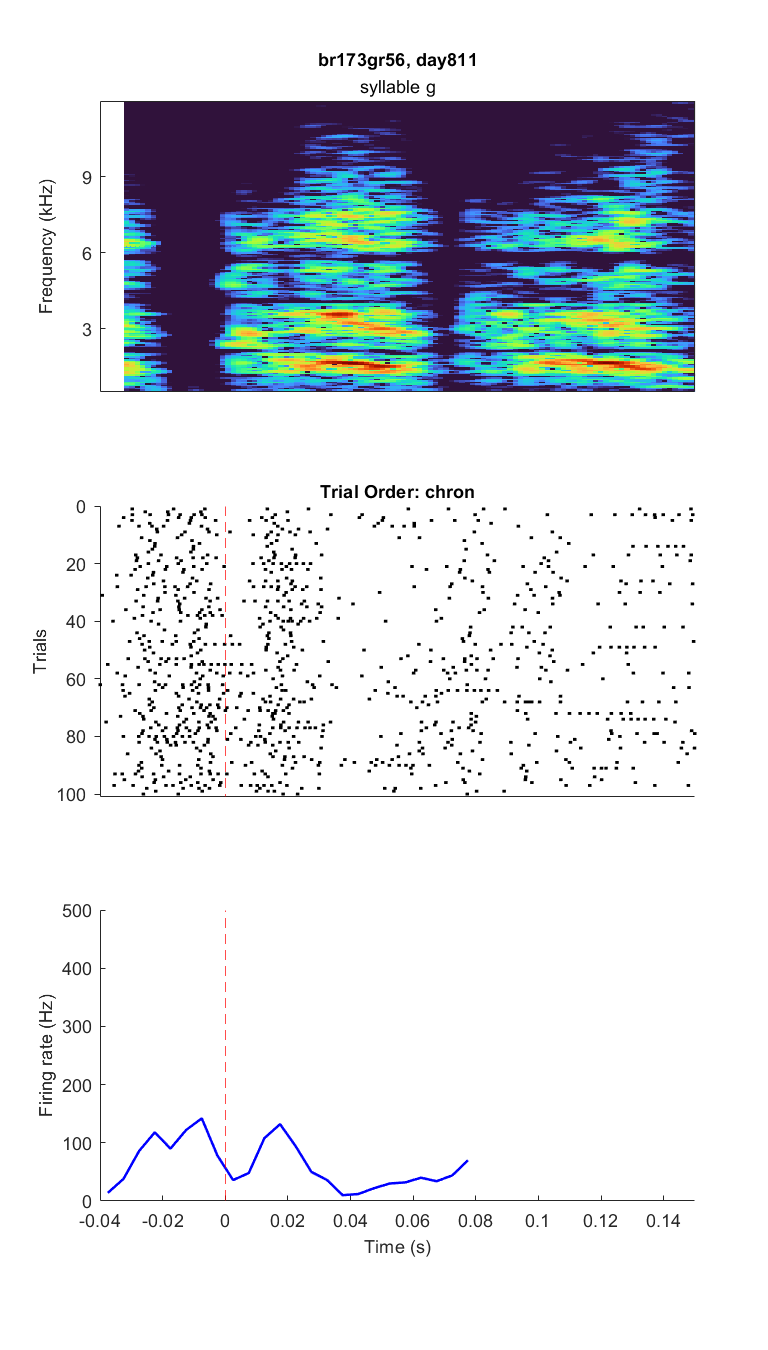 br173gr56, day811
syllable g
9
6
3
Frequency (kHz)
Trial Order: chron
0
20
40
60
80
100
Trials
500
400
300
200
100
0
Firing rate (Hz)
-0.04 -0.02 0 0.02 0.04 0.06 0.08 0.1 0.12 0.14
Time (s)